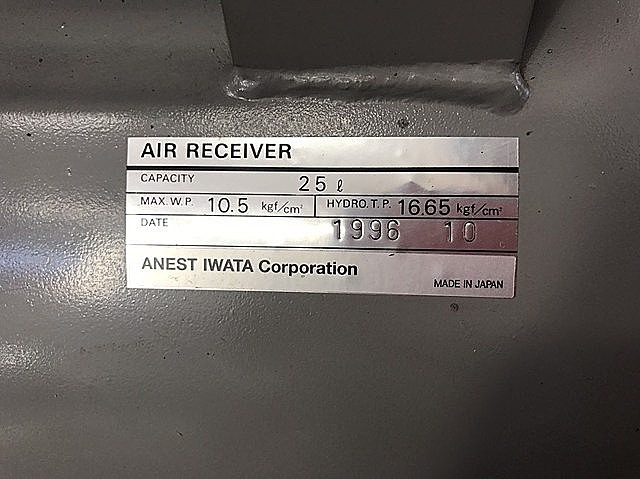 AIR RECEIVER
CAPACITY 25 ℓ
MAX. W.P. 10.5 kgf/cm² HYDRO. T.P. 16.65 kgf/cm²
DATE 1996 10
ANEST IWATA Corporation
MADE IN JAPAN